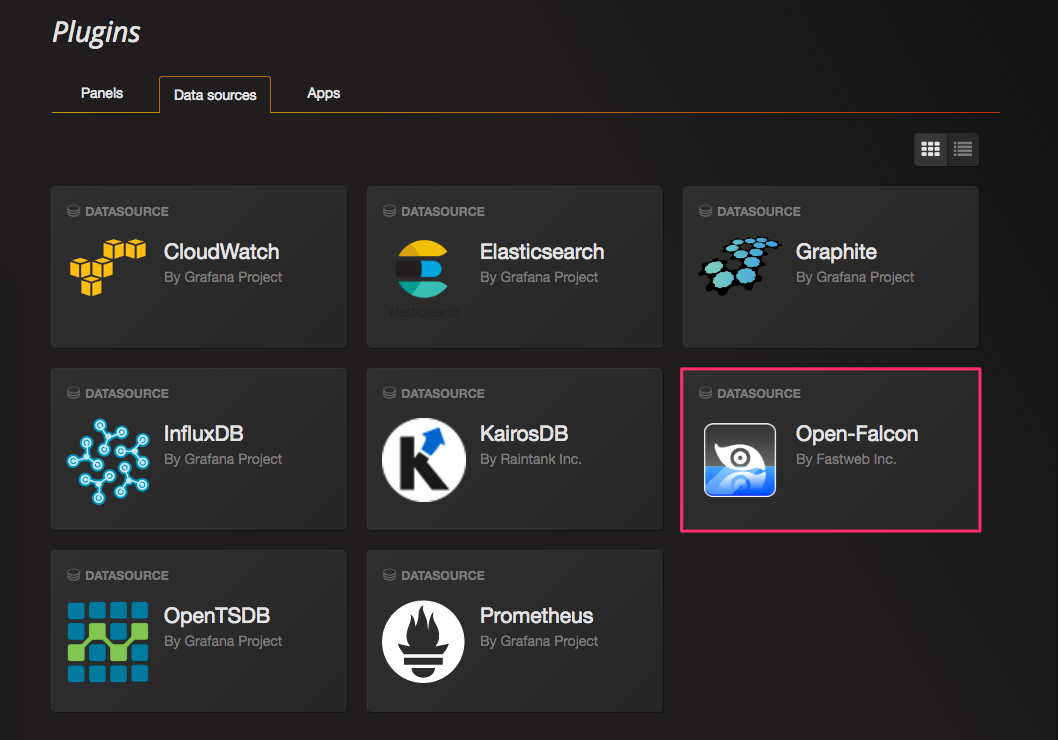 Plugins
Panels
Data sources
Apps
DATASOURCE
CloudWatch
By Grafana Project
DATASOURCE
Elasticsearch
By Grafana Project
elasticsearch
DATASOURCE
Graphite
By Grafana Project
DATASOURCE
InfluxDB
By Grafana Project
DATASOURCE
KairosDB
By Raintank Inc.
DATASOURCE
Open-Falcon
By Fastweb Inc.
DATASOURCE
OpenTSDB
By Grafana Project
DATASOURCE
Prometheus
By Grafana Project